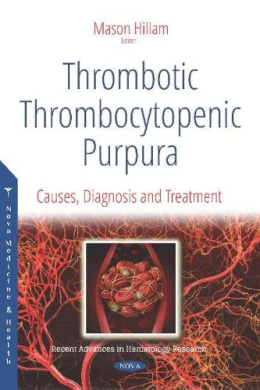 Mason Hillam
Editor
Thrombotic
Thrombocytopenic
Purpura
Causes, Diagnosis and Treatment
Nova Medicine & Health
Recent Advances in Hematology Research
NOVA